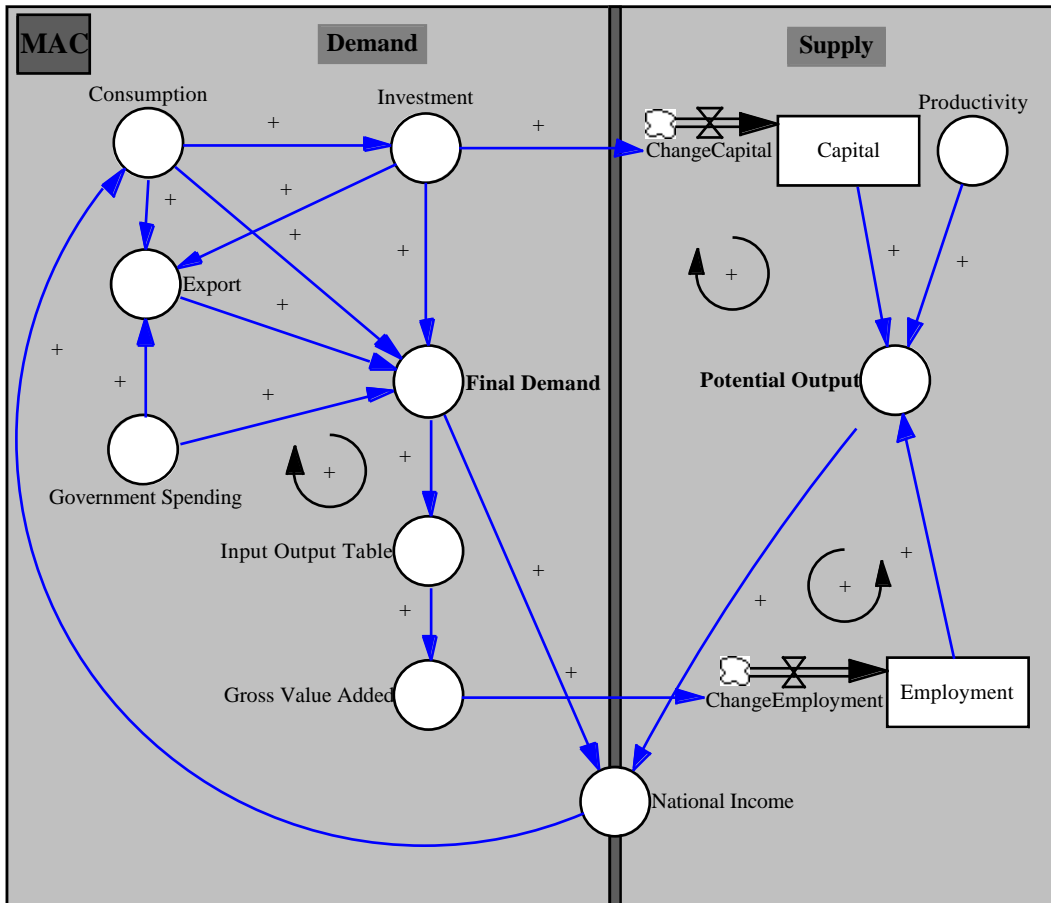 MAC
Demand
Supply
Consumption
Investment
Productivity
+
+
ChangeCapital
Capital
+
+
+
+
+
+
+
+
Export
+
+
+
+
Final Demand
Potential Output
+
+
+
Government Spending
Input Output Table
+
+
+
+
+
Gross Value Added
+
ChangeEmployment
Employment
National Income